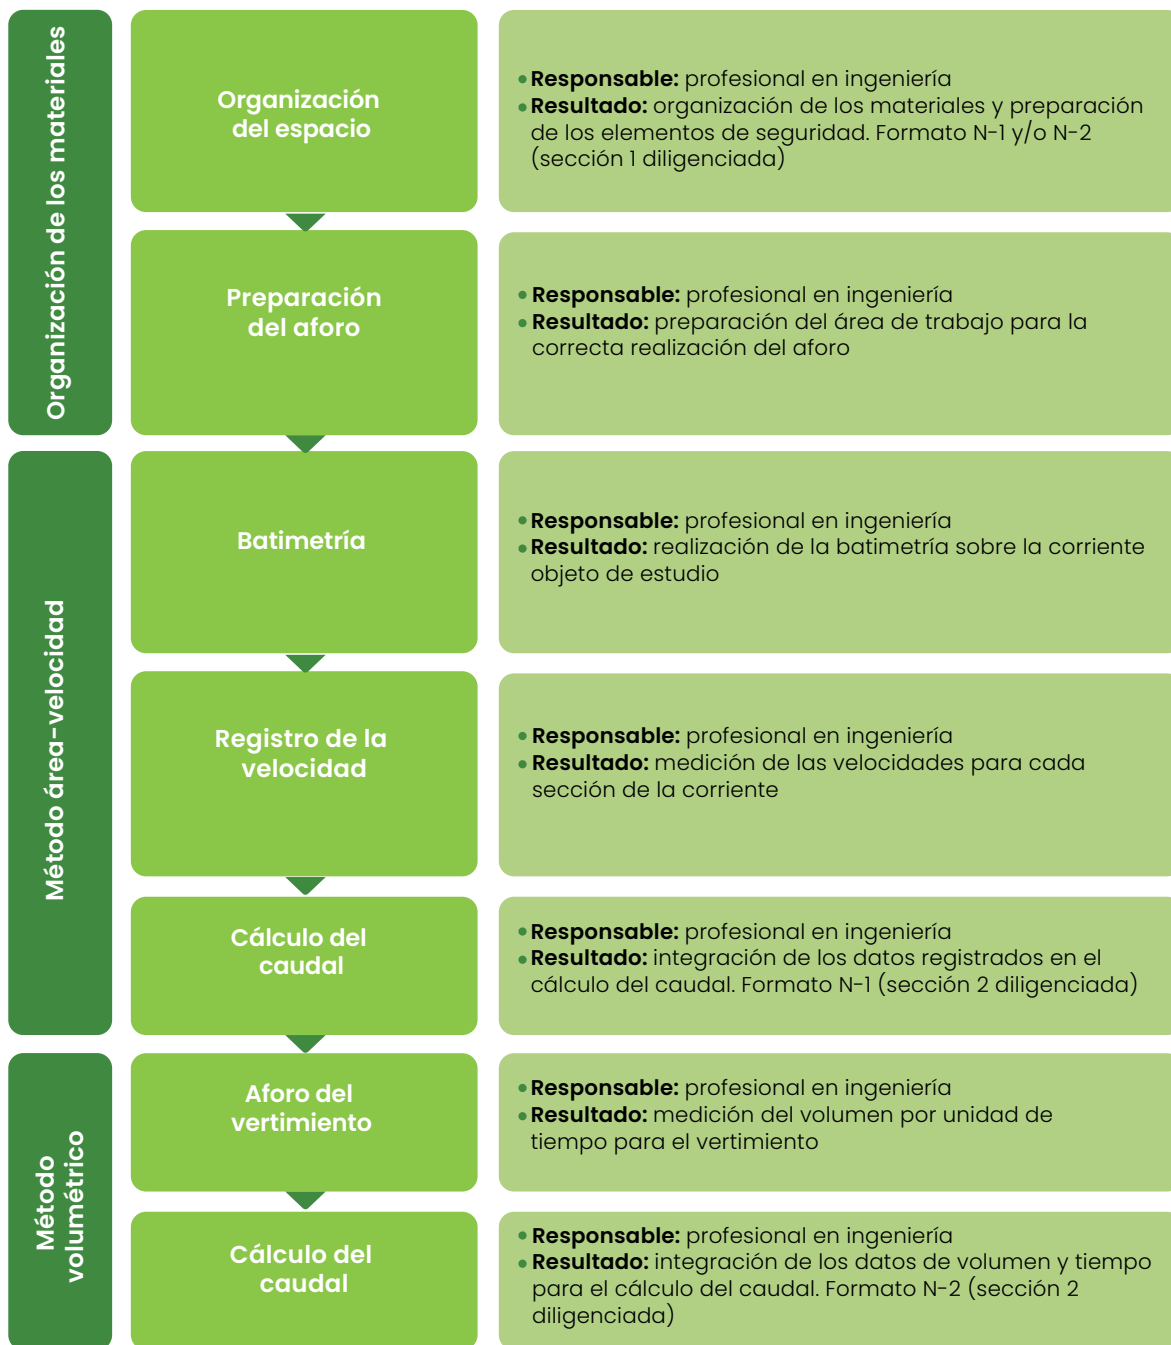 Organización de los materiales
Organización
del espacio
• Responsable: profesional en ingeniería
• Resultado: organización de los materiales y preparación
de los elementos de seguridad. Formato N-1 y/o N-2
(sección 1 diligenciada)
Preparación
del aforo
• Responsable: profesional en ingeniería
• Resultado: preparación del área de trabajo para la
correcta realización del aforo
Método área-velocidad
Batimetría
• Responsable: profesional en ingeniería
• Resultado: realización de la batimetría sobre la corriente
objeto de estudio
Registro de la
velocidad
• Responsable: profesional en ingeniería
• Resultado: medición de las velocidades para cada
sección de la corriente
Cálculo del
caudal
• Responsable: profesional en ingeniería
• Resultado: integración de los datos registrados en el
cálculo del caudal. Formato N-1 (sección 2 diligenciada)
Método
volumétrico
Aforo del
vertimiento
• Responsable: profesional en ingeniería
• Resultado: medición del volumen por unidad de
tiempo para el vertimiento
Cálculo del
caudal
• Responsable: profesional en ingeniería
• Resultado: integración de los datos de volumen y tiempo
para el cálculo del caudal. Formato N-2 (sección 2
diligenciada)